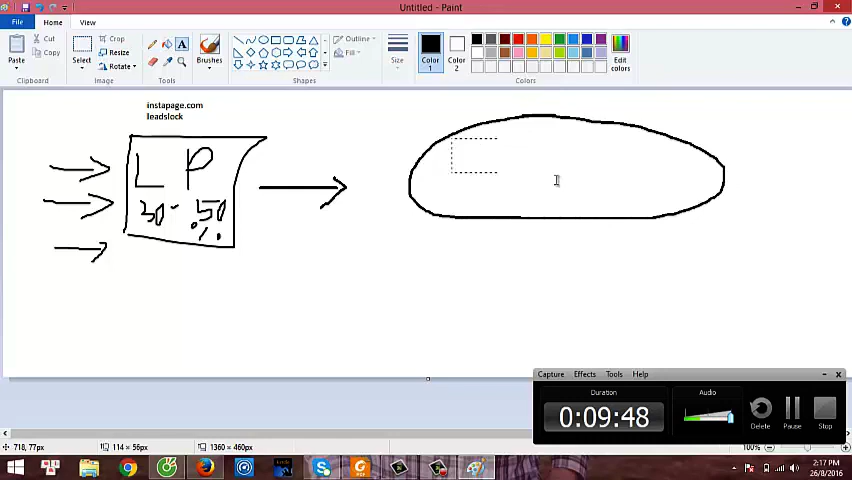 Untitled - Paint
File
Home
View
Paste
Cut
Copy
Clipboard
Select
Crop
Resize
Rotate
Image
A
Tools
Brushes
Shapes
Outline
Fill
Size
Color
1
Color
2
Edit
colors
Colors
instapage.com
leadslock
L P
30 - 50
%
Capture
Effects
Tools
Help
Duration
0:09:48
Audio
Delete
Pause
Stop
718, 77px
114 × 56px
1360 × 460px
100%
2:17 PM
26/8/2016